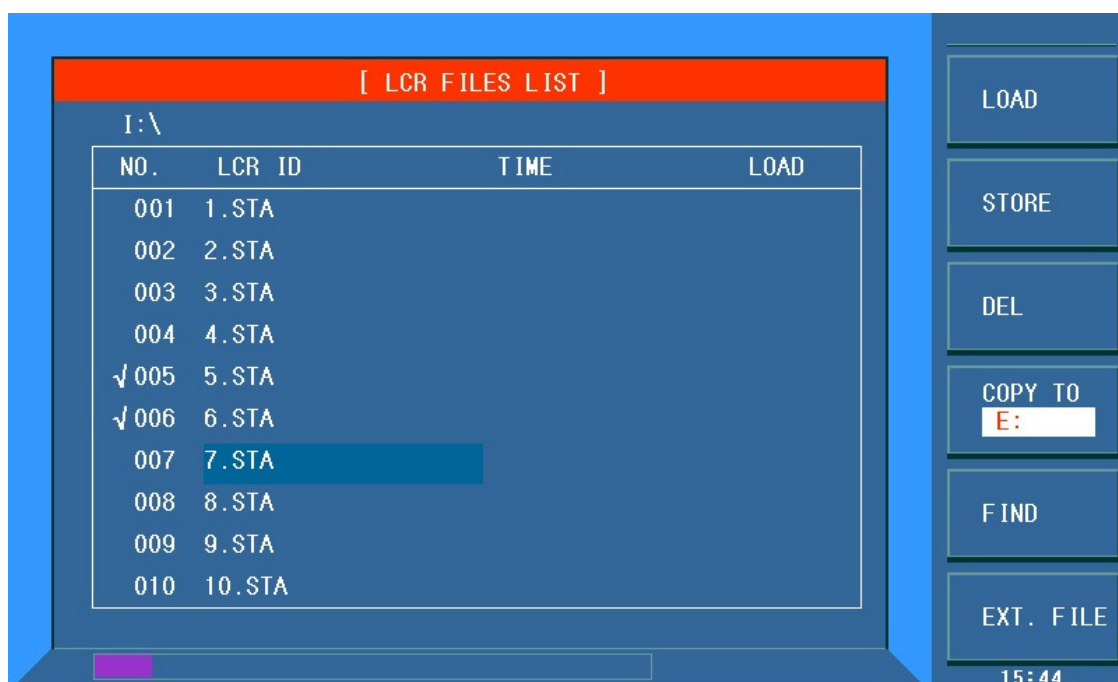 [ LCR FILES LIST ]
I:\
NO. LCR ID TIME LOAD
001 1.STA
002 2.STA
003 3.STA
004 4.STA
√ 005 5.STA
√ 006 6.STA
007 7.STA
008 8.STA
009 9.STA
010 10.STA
LOAD
STORE
DEL
COPY TO
E:
FIND
EXT. FILE
15:44